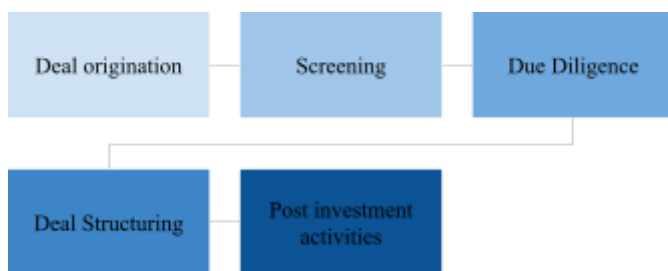 Deal origination
Screening
Due Diligence
Deal Structuring
Post investment
activities